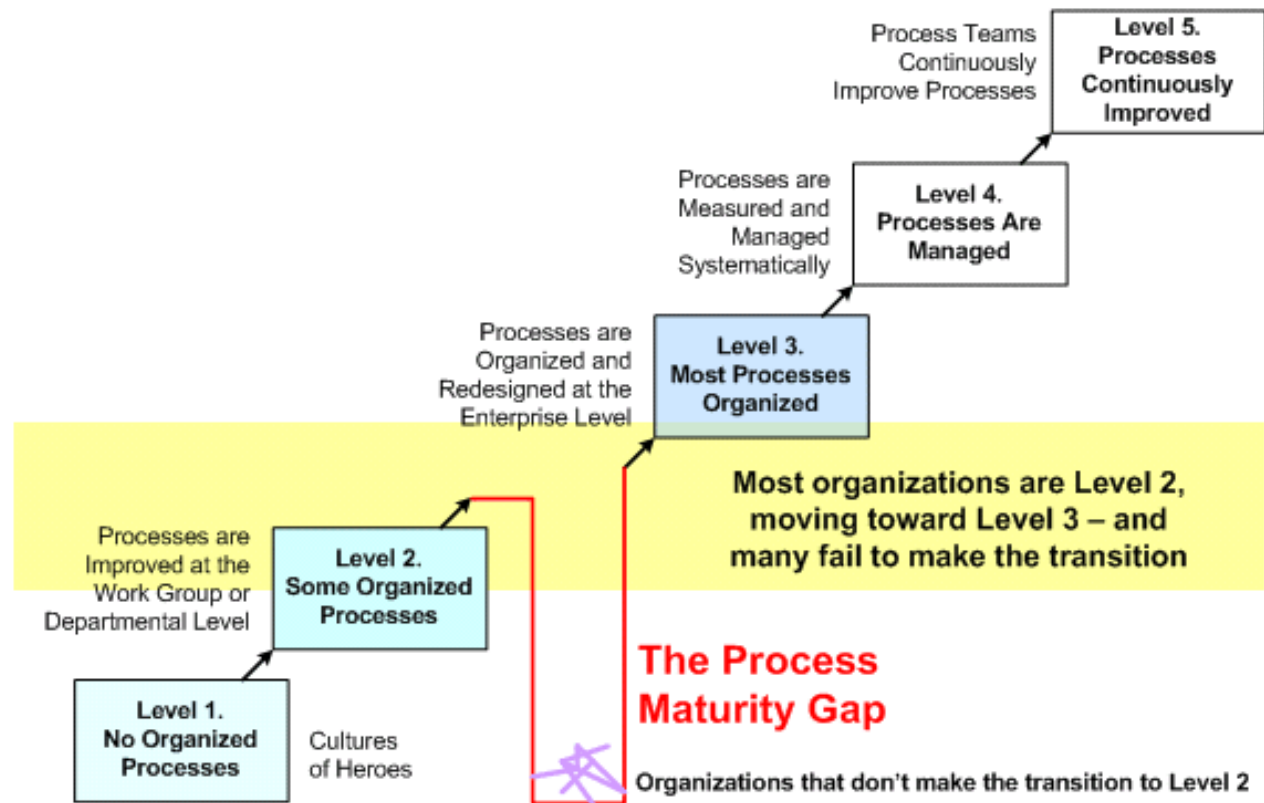 Process Teams
Continuously
Improve Processes
Level 5.
Processes
Continuously
Improved
Processes are
Measured and
Managed
Systematically
Level 4.
Processes Are
Managed
Processes are
Organized and
Redesigned at the
Enterprise Level
Level 3.
Most Processes
Organized
Most organizations are Level 2,
moving toward Level 3 – and
many fail to make the transition
Processes are
Improved at the
Work Group or
Departmental Level
Level 2.
Some Organized
Processes
The Process
Maturity Gap
Level 1.
No Organized
Processes
Cultures
of Heroes
Organizations that don't make the transition to Level 2